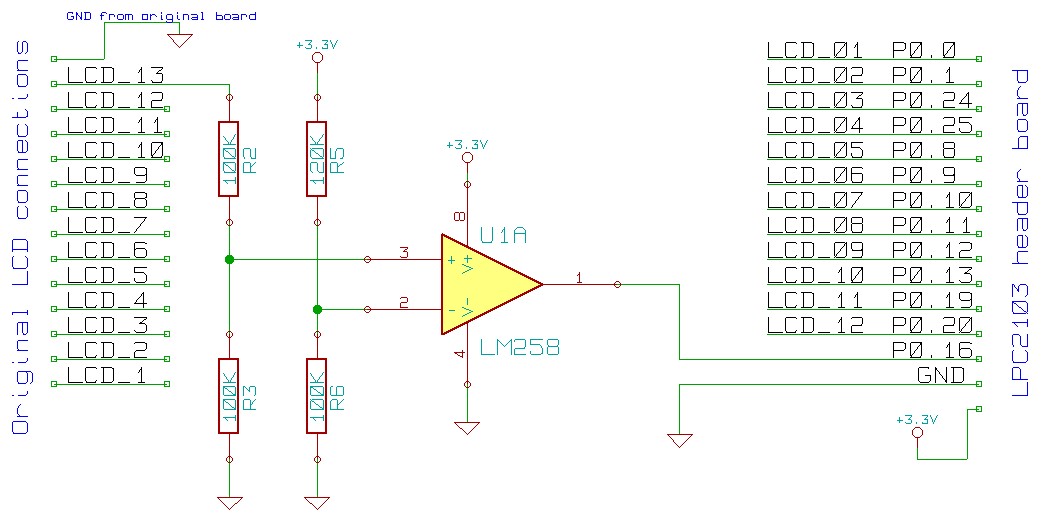 GND from original board
Original LCD connections
LCD_13
LCD_12
LCD_11
LCD_10
LCD_9
LCD_8
LCD_7
LCD_6
LCD_5
LCD_4
LCD_3
LCD_2
LCD_1
100K
R2
100K
R3
+3.3V
120K
R5
100K
R6
+3.3V
8
U1A
3
+
V+
2
-
V-
1
4
LM258
LCD_01 P0.0
LCD_02 P0.1
LCD_03 P0.24
LCD_04 P0.25
LCD_05 P0.8
LCD_06 P0.9
LCD_07 P0.10
LCD_08 P0.11
LCD_09 P0.12
LCD_10 P0.13
LCD_11 P0.19
LCD_12 P0.20
P0.16
GND
+3.3V
LPC2103 header board